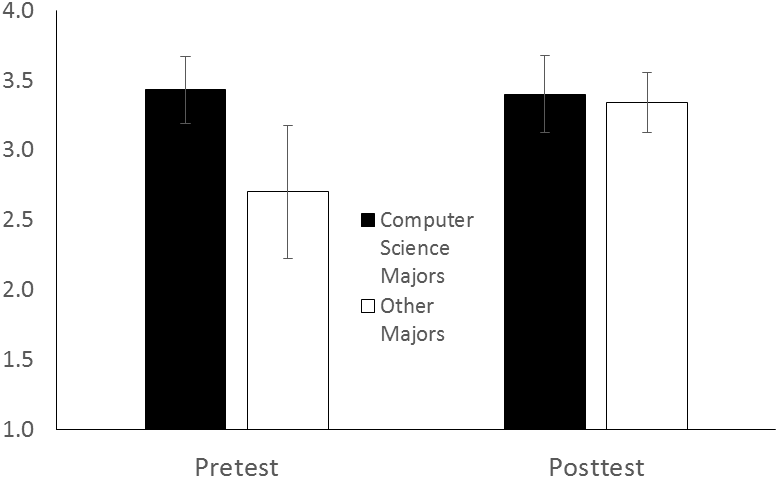 4.0
3.5
3.0
2.5
2.0
1.5
1.0
Computer
Science
Majors
Other
Majors
Pretest
Posttest